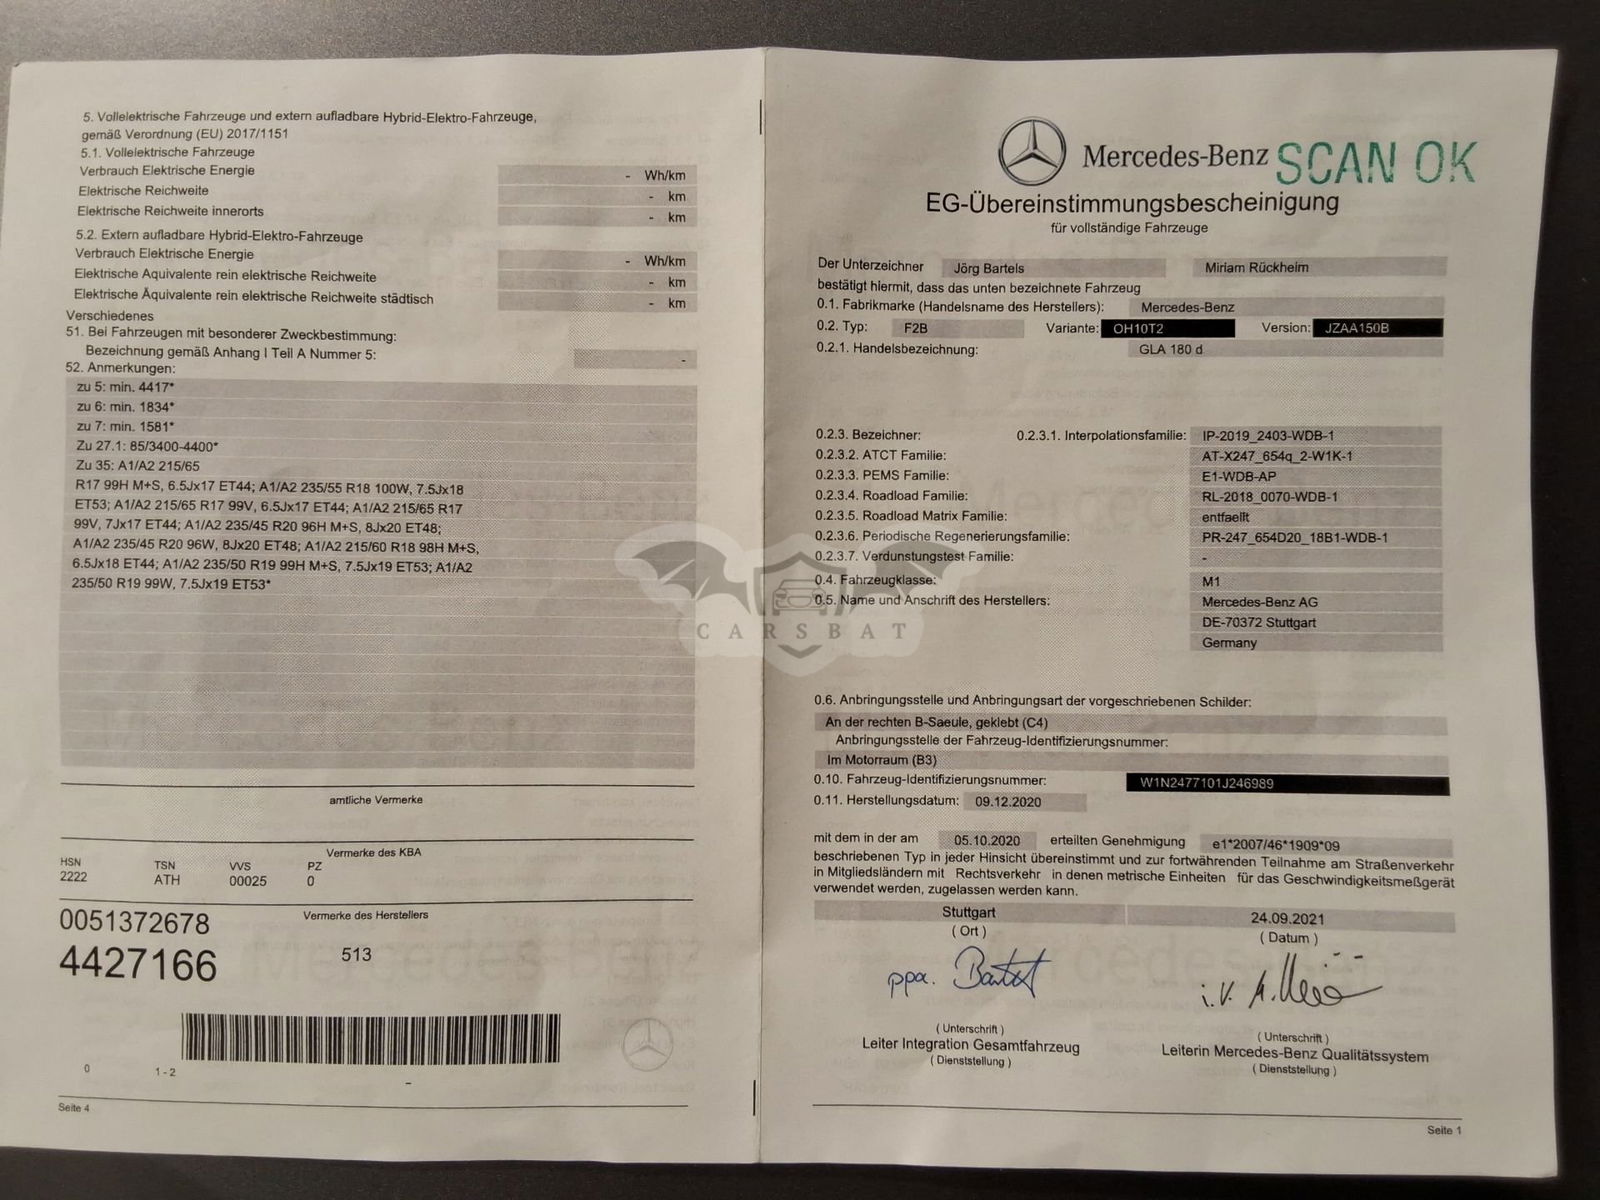 5. Vollelektrische Fahrzeuge und extern aufladbare Hybrid-Elektro-Fahrzeuge,
gemäß Verordnung (EU) 2017/1151
5.1. Vollelektrische Fahrzeuge
Verbrauch Elektrische Energie - Wh/km
Elektrische Reichweite - km
Elektrische Reichweite innerorts - km
5.2. Extern aufladbare Hybrid-Elektro-Fahrzeuge
Verbrauch Elektrische Energie - Wh/km
Elektrische Äquivalente rein elektrische Reichweite - km
Elektrische Äquivalente rein elektrische Reichweite städtisch - km
Verschiedenes
51. Bei Fahrzeugen mit besonderer Zweckbestimmung:
Bezeichnung gemäß Anhang I Teil A Nummer 5: -
52. Anmerkungen:
zu 5: min. 4417*
zu 6: min. 1834*
zu 7: min. 1581*
Zu 27.1: 85/3400-4400*
Zu 35: A1/A2 215/65
R17 99H M+S, 6.5Jx17 ET44; A1/A2 235/55 R18 100W, 7.5Jx18
ET53; A1/A2 215/65 R17 99V, 6.5Jx17 ET44; A1/A2 215/65 R17
99V, 7Jx17 ET44; A1/A2 235/45 R20 96H M+S, 8Jx20 ET48;
A1/A2 235/45 R20 96W, 8Jx20 ET48; A1/A2 215/60 R18 98H M+S,
6.5Jx18 ET44; A1/A2 235/50 R19 99H M+S, 7.5Jx19 ET53; A1/A2
235/50 R19 99W, 7.5Jx19 ET53*
amtliche Vermerke
Vermerke des KBA
HSN TSN VVS PZ
2222 ATH 00025 0
Vermerke des Herstellers
0051372678
4427166 513
0 1-2 -
Seite 4
Mercedes-Benz SCAN OK
EG-Übereinstimmungsbescheinigung
für vollständige Fahrzeuge
Der Unterzeichner Jörg Bartels Miriam Rückheim
bestätigt hiermit, dass das unten bezeichnete Fahrzeug
0.1. Fabrikmarke (Handelsname des Herstellers): Mercedes-Benz
0.2. Typ: F2B Variante: OH10T2 Version: JZAA150B
0.2.1. Handelsbezeichnung: GLA 180 d
0.2.3. Bezeichner: 0.2.3.1. Interpolationsfamilie: IP-2019_2403-WDB-1
0.2.3.2. ATCT Familie: AT-X247_654q_2-W1K-1
0.2.3.3. PEMS Familie: E1-WDB-AP
0.2.3.4. Roadload Familie: RL-2018_0070-WDB-1
0.2.3.5. Roadload Matrix Familie: entfaellt
0.2.3.6. Periodische Regenerierungsfamilie: PR-247_654D20_18B1-WDB-1
0.2.3.7. Verdunstungstest Familie: -
0.4. Fahrzeugklasse: M1
0.5. Name und Anschrift des Herstellers: Mercedes-Benz AG
DE-70372 Stuttgart
Germany
CARSBAT
0.6. Anbringungsstelle und Anbringungsart der vorgeschriebenen Schilder:
An der rechten B-Saeule, geklebt (C4)
Anbringungsstelle der Fahrzeug-Identifizierungsnummer:
Im Motorraum (B3)
0.10. Fahrzeug-Identifizierungsnummer: W1N2477101J246989
0.11. Herstellungsdatum: 09.12.2020
mit dem in der am 05.10.2020 erteilten Genehmigung e1*2007/46*1909*09
beschriebenen Typ in jeder Hinsicht übereinstimmt und zur fortwährenden Teilnahme am Straßenverkehr
in Mitgliedsländern mit Rechtsverkehr in denen metrische Einheiten für das Geschwindigkeitsmeßgerät
verwendet werden, zugelassen werden kann.
Stuttgart 24.09.2021
( Ort ) ( Datum )
ppa. i.V.
( Unterschrift ) ( Unterschrift )
Leiter Integration Gesamtfahrzeug Leiterin Mercedes-Benz Qualitätssystem
( Dienststellung ) ( Dienststellung )
Seite 1